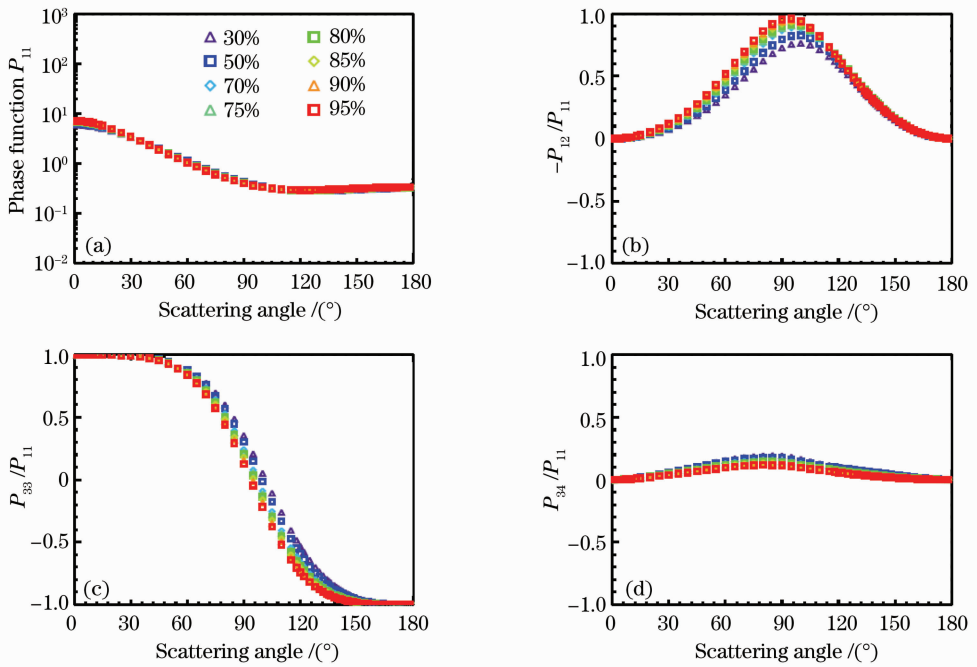 10³
10²
10¹
10⁰
10⁻¹
10⁻²
Phase function P₁₁
30% 80%
50% 85%
70% 90%
75% 95%
(a)
0 30 60 90 120 150 180
Scattering angle /(°)
1.0
0.5
0
0.5
−1.0
−P₁₂/P₁₁
(b)
0 30 60 90 120 150 180
Scattering angle /(°)
1.0
0.5
0
−0.5
−1.0
P₃₃/P₁₁
(c)
0 30 60 90 120 150 180
Scattering angle /(°)
1.0
0.5
0
0.5
−1.0
P₃₄/P₁₁
(d)
0 30 60 90 120 150 180
Scattering angle /(°)